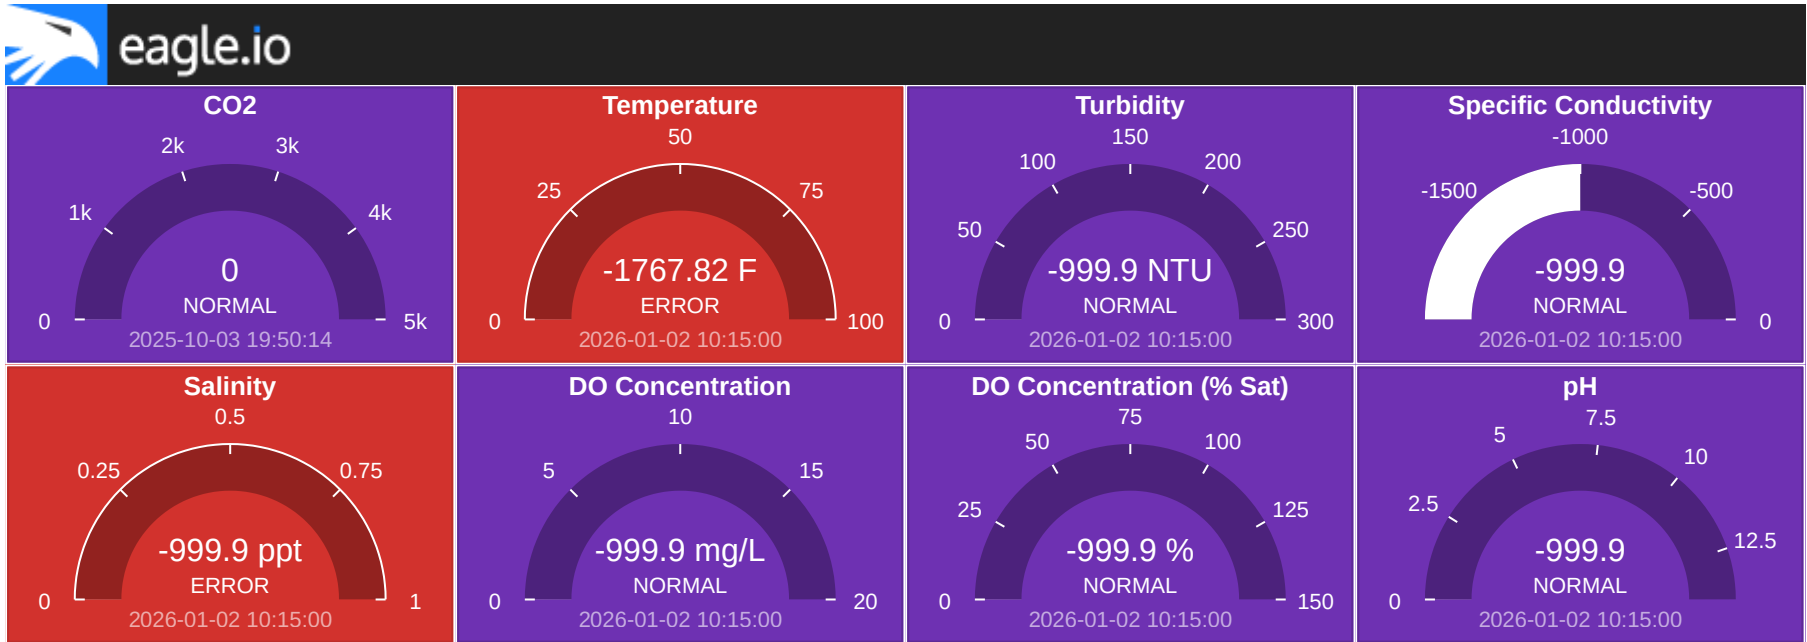 eagle.io
CO2
0
1k
2k
3k
4k
5k
0
NORMAL
2025-10-03 19:50:14
Temperature
0
25
50
75
100
-1767.82 F
ERROR
2026-01-02 10:15:00
Turbidity
0
50
100
150
200
250
300
-999.9 NTU
NORMAL
2026-01-02 10:15:00
Specific Conductivity
-1500
-1000
-500
0
-999.9
NORMAL
2026-01-02 10:15:00
Salinity
0
0.25
0.5
0.75
1
-999.9 ppt
ERROR
2026-01-02 10:15:00
DO Concentration
0
5
10
15
20
-999.9 mg/L
NORMAL
2026-01-02 10:15:00
DO Concentration (% Sat)
0
25
50
75
100
125
150
-999.9 %
NORMAL
2026-01-02 10:15:00
pH
0
2.5
5
7.5
10
12.5
-999.9
NORMAL
2026-01-02 10:15:00